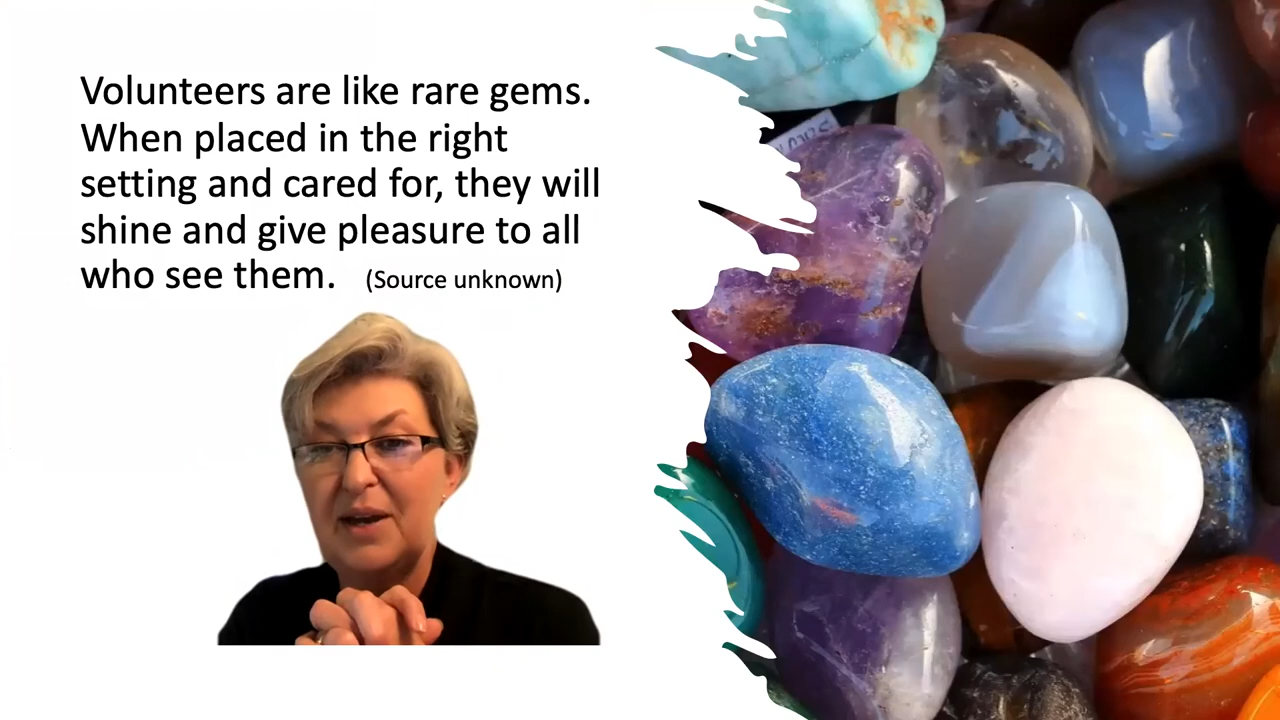 Volunteers are like rare gems.
When placed in the right
setting and cared for, they will
shine and give pleasure to all
who see them. (Source unknown)